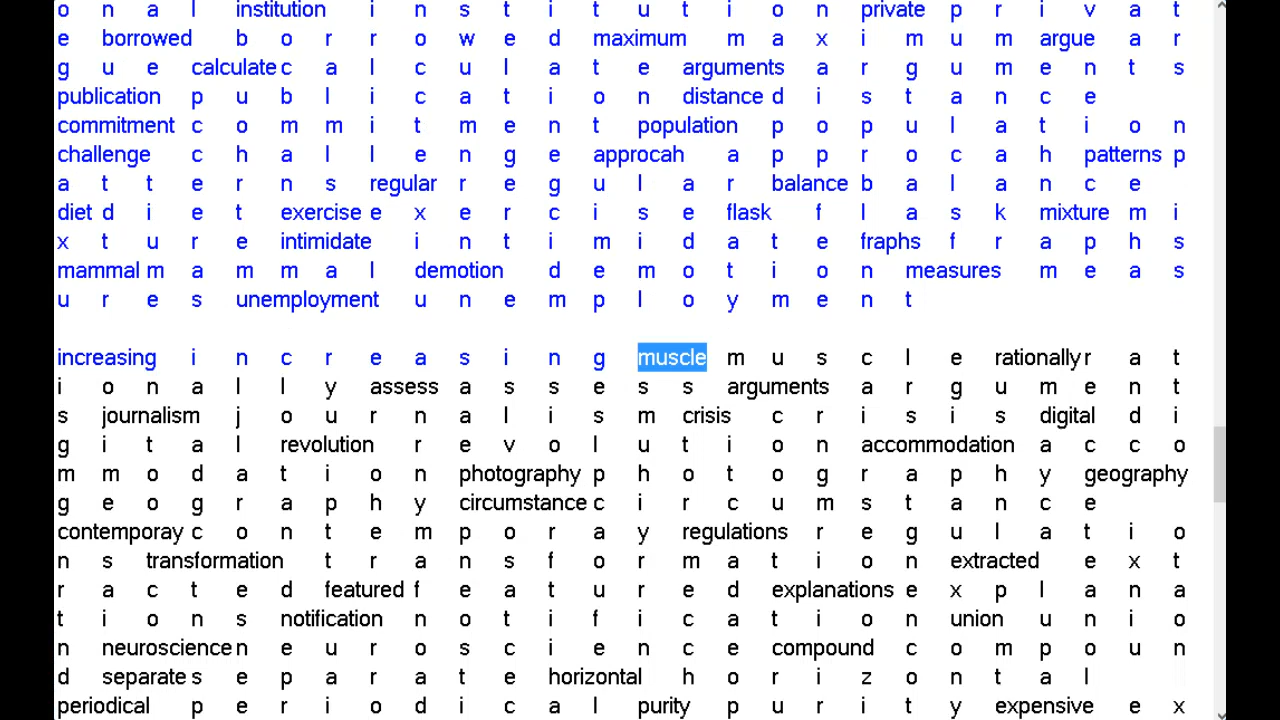 o n a l institution i n s t i t u t i o n private p r i v a t
e borrowed b o r r o w e d maximum m a x i m u m argue a r
g u e calculate c a l c u l a t e arguments a r g u m e n t s
publication p u b l i c a t i o n distance d i s t a n c e
commitment c o m m i t m e n t population p o p u l a t i o n
challenge c h a l l e n g e approcah a p p r o c a h patterns p
a t t e r n s regular r e g u l a r balance b a l a n c e
diet d i e t exercise e x e r c i s e flask f l a s k mixture m i
x t u r e intimidate i n t i m i d a t e fraphs f r a p h s
mammal m a m m a l demotion d e m o t i o n measures m e a s
u r e s unemployment u n e m p l o y m e n t
increasing i n c r e a s i n g muscle m u s c l e rationally r a t
i o n a l l y assess a s s e s s arguments a r g u m e n t
s journalism j o u r n a l i s m crisis c r i s i s digital d i
g i t a l revolution r e v o l u t i o n accommodation a c c o
m m o d a t i o n photography p h o t o g r a p h y geography
g e o g r a p h y circumstance c i r c u m s t a n c e
contemporay c o n t e m p o r a y regulations r e g u l a t i o
n s transformation t r a n s f o r m a t i o n extracted e x t
r a c t e d featured f e a t u r e d explanations e x p l a n a
t i o n s notification n o t i f i c a t i o n union u n i o
n neuroscience n e u r o s c i e n c e compound c o m p o u n
d separate s e p a r a t e horizontal h o r i z o n t a l
periodical p e r i o d i c a l purity p u r i t y expensive e x